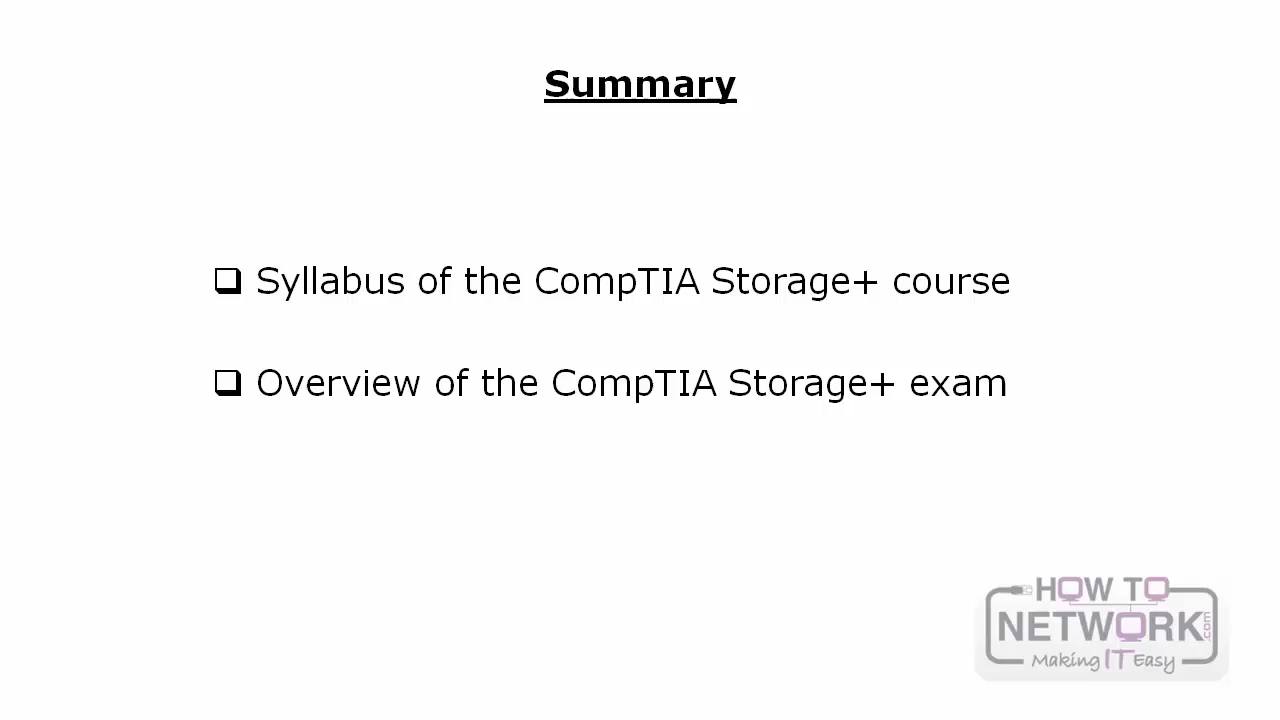 Summary
❑ Syllabus of the CompTIA Storage+ course
❑ Overview of the CompTIA Storage+ exam
HOW TO
NETWORK.com
Making IT Easy